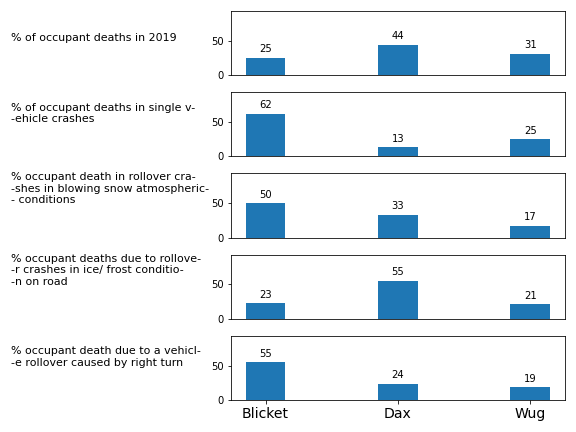 % of occupant deaths in 2019
50
0
25
44
31
% of occupant deaths in single v-
-ehicle crashes
50
0
62
13
25
% occupant death in rollover cra-
-shes in blowing snow atmospheric-
- conditions
50
0
50
33
17
% occupant deaths due to rollove-
-r crashes in ice/ frost conditio-
-n on road
50
0
23
55
21
% occupant death due to a vehicl-
-e rollover caused by right turn
50
0
55
24
19
Blicket Dax Wug